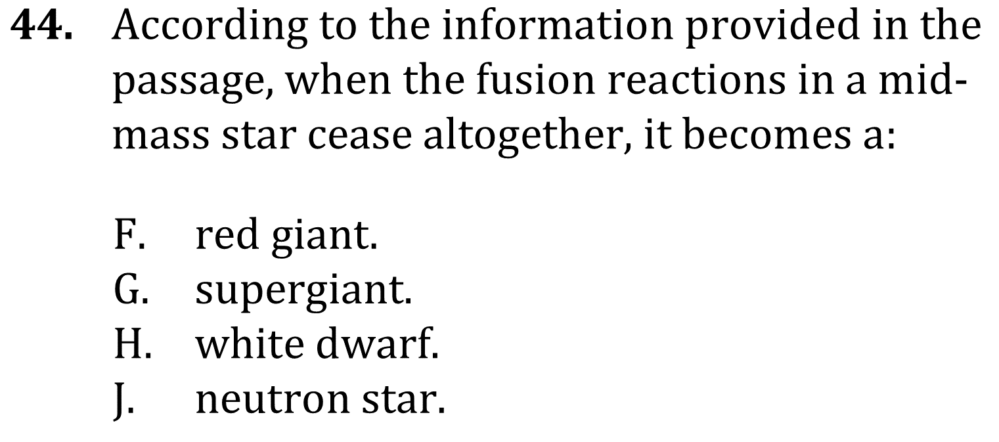 44. According to the information provided in the
passage, when the fusion reactions in a mid-
mass star cease altogether, it becomes a:
F. red giant.
G. supergiant.
H. white dwarf.
J. neutron star.